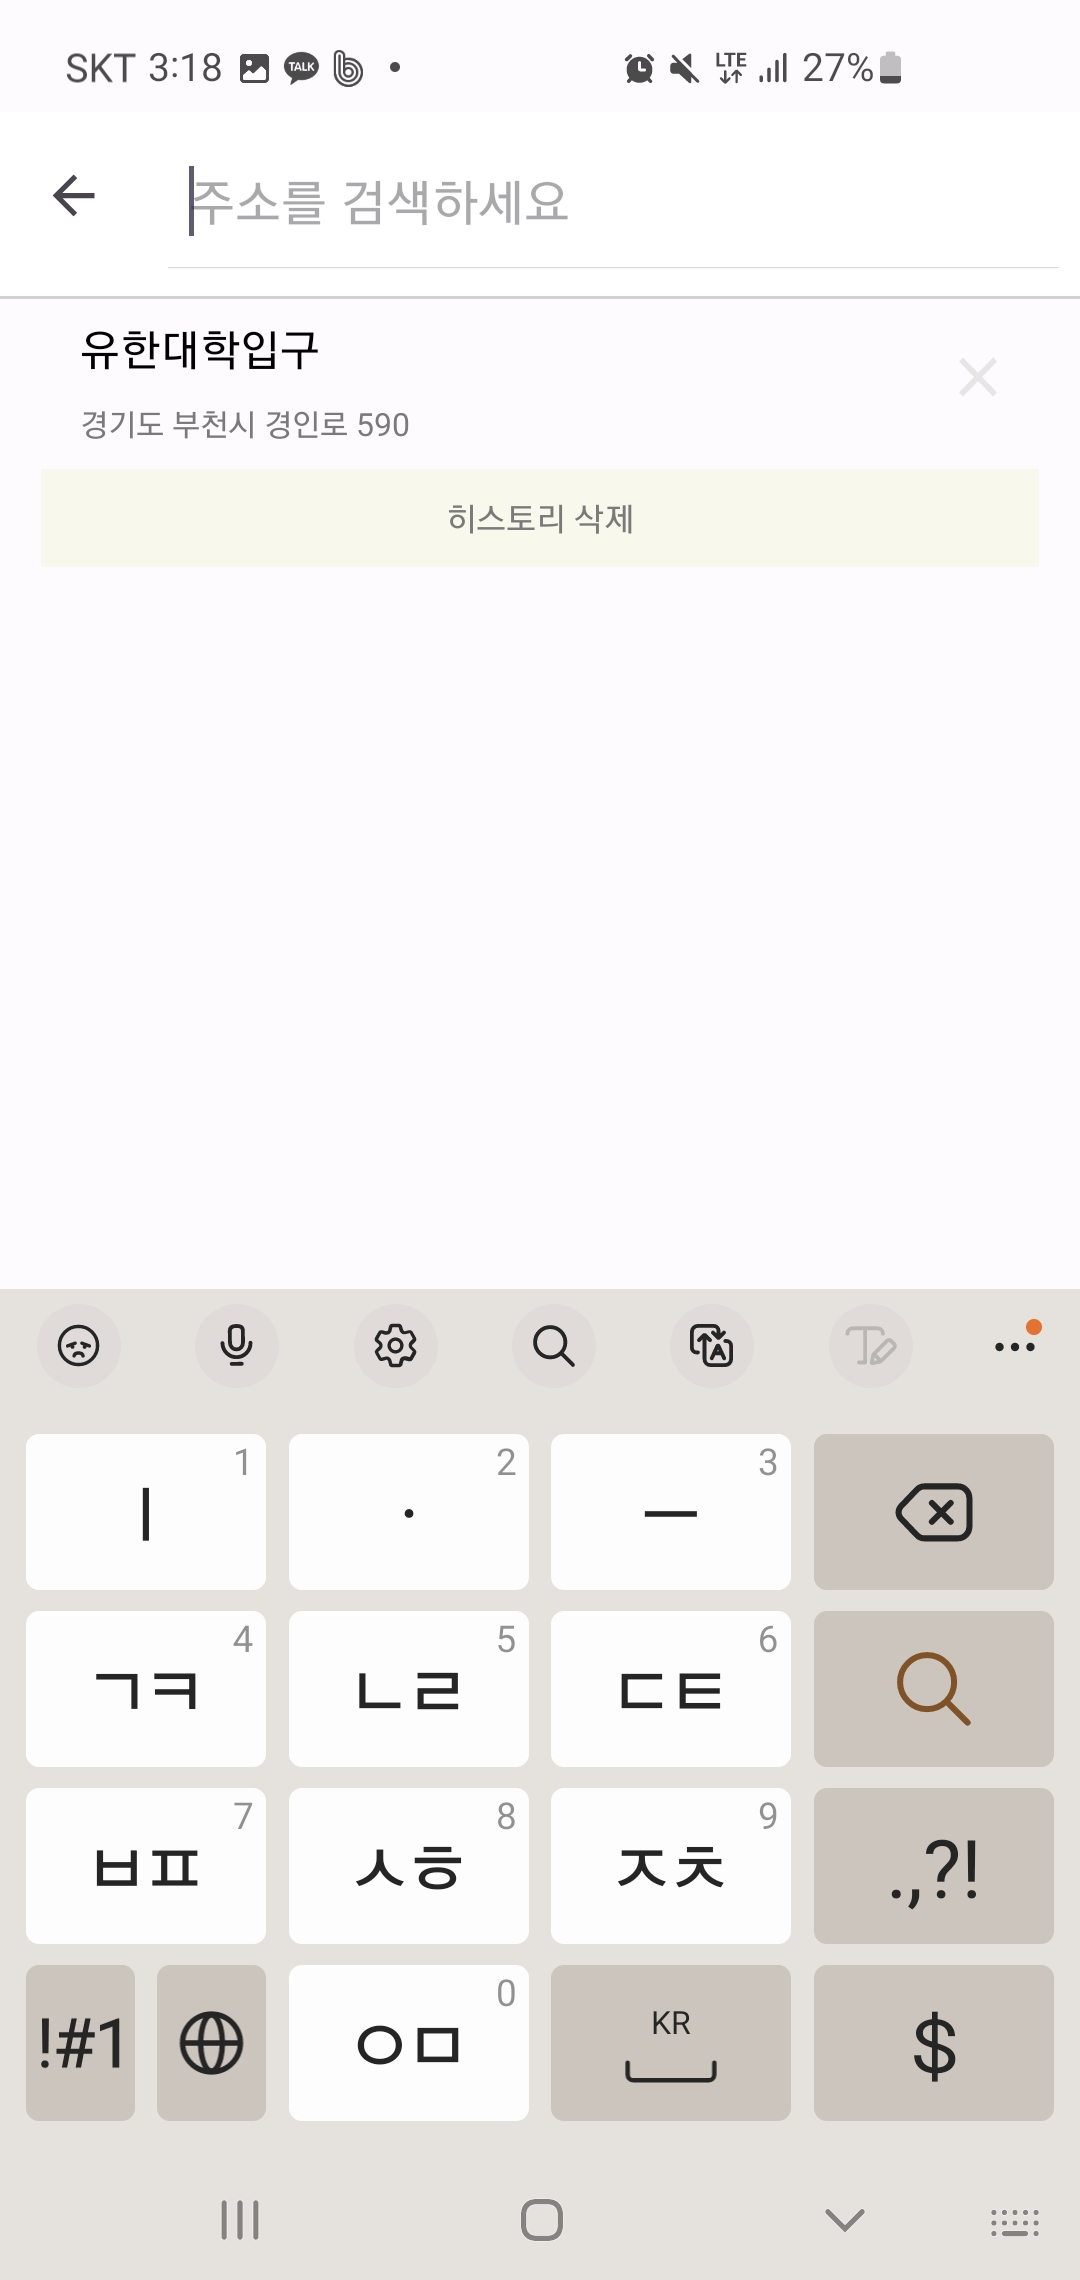 SKT 3:18 TALK LTE 27%
주소를 검색하세요
유한대학입구
경기도 부천시 경인로 590
히스토리 삭제
A T
1 2 3
ㅣ · ㅡ
4 5 6
ㄱㅋ ㄴㄹ ㄷㅌ
7 8 9
ㅂㅍ ㅅㅎ ㅈㅊ .,?!
0
!#1 ㅇㅁ KR $